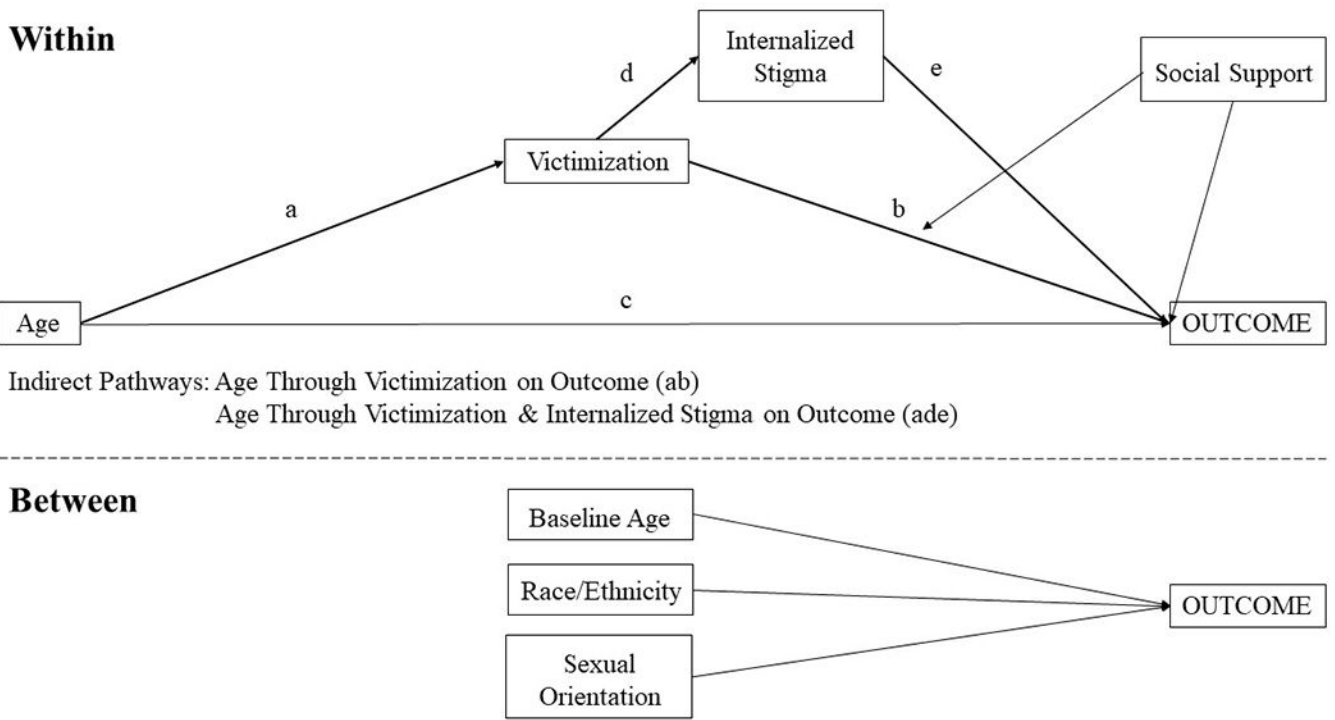 Within
Internalized
Stigma
Social Support
d
e
Victimization
a
b
c
Age
OUTCOME
Indirect Pathways: Age Through Victimization on Outcome (ab)
Age Through Victimization & Internalized Stigma on Outcome (ade)
Between
Baseline Age
Race/Ethnicity
OUTCOME
Sexual
Orientation